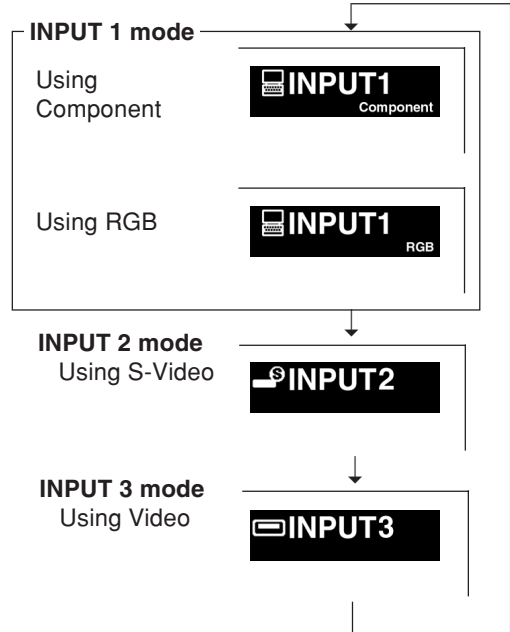 INPUT 1 mode
Using
Component
INPUT1
Component
Using RGB
INPUT1
RGB
INPUT 2 mode
Using S-Video
S
INPUT2
INPUT 3 mode
Using Video
INPUT3